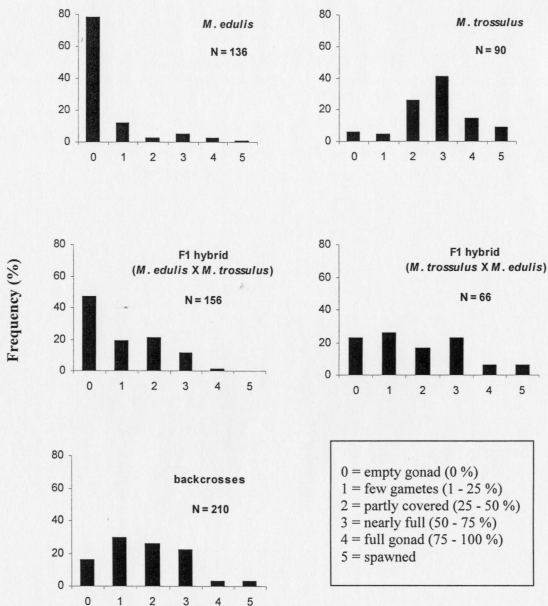 M. edulis
N = 136
80
60
40
20
0
0 1 2 3 4 5
M. trossulus
N = 90
80
60
40
20
0
0 1 2 3 4 5
Frequency (%)
F1 hybrid
(M. edulis X M. trossulus)
N = 156
80
60
40
20
0
0 1 2 3 4 5
F1 hybrid
(M. trossulus X M. edulis)
N = 66
80
60
40
20
0
0 1 2 3 4 5
backcrosses
N = 210
80
60
40
20
0
0 1 2 3 4 5
0 = empty gonad (0 %)
1 = few gametes (1 - 25 %)
2 = partly covered (25 - 50 %)
3 = nearly full (50 - 75 %)
4 = full gonad (75 - 100 %)
5 = spawned